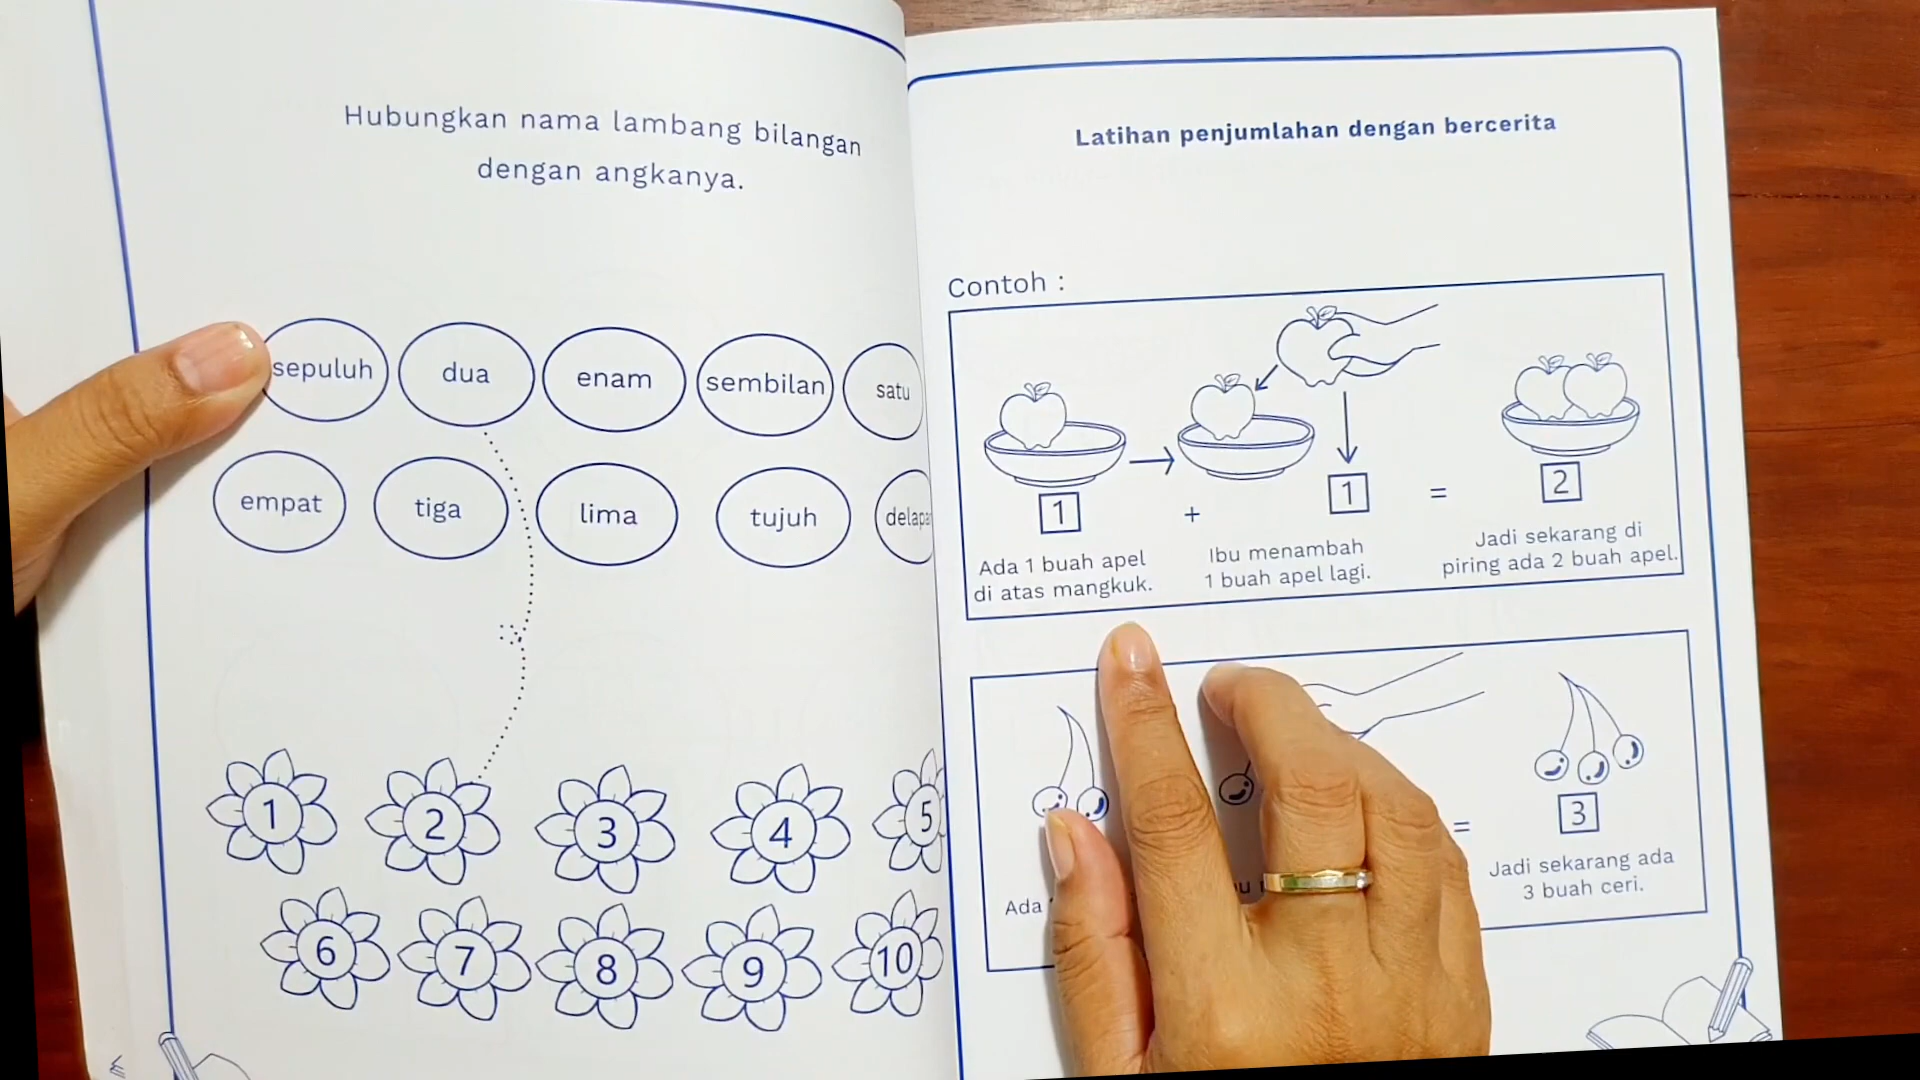 Hubungkan nama lambang bilangan
dengan angkanya.
sepuluh dua enam sembilan satu
empat tiga lima tujuh
1 2 3 4 5
6 7 8 9 10
Latihan penjumlahan dengan bercerita
Contoh :
1 + 1 = 2
Ada 1 buah apel
di atas mangkuk.
Ibu menambah
1 buah apel lagi.
Jadi sekarang di
piring ada 2 buah apel.
= 3
Ada
Jadi sekarang ada
3 buah ceri.